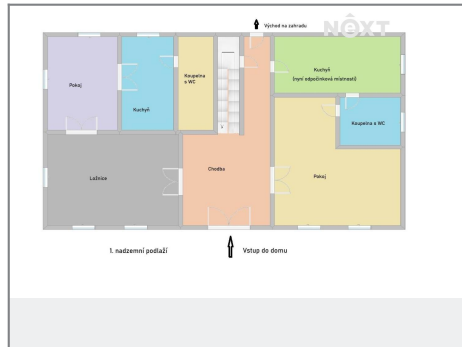 Východ na zahradu
NEXT
Pokoj
Kuchyň
Koupelna
s WC
Kuchyň
(nyní odpočinková místnost)
Koupelna s WC
Ložnice
Chodba
Pokoj
1. nadzemní podlaží
Vstup do domu